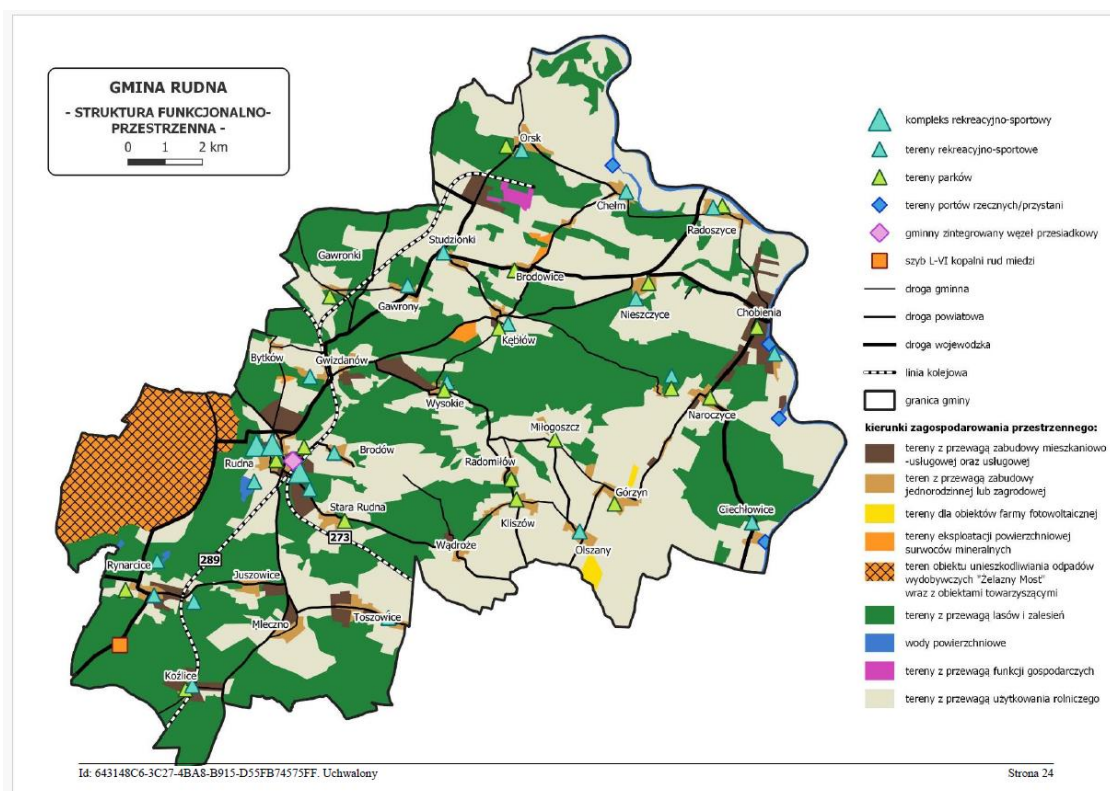 GMINA RUDNA
- STRUKTURA FUNKCJONALNO-
PRZESTRZENNA -
0 1 2 km
Orsk
Chełm
Radoszyce
Studzionki
Gawronki
Brodowice
Gawrony
Nieszczyce
Chobienia
Kębłów
Bytków
Gwizdanów
Wysokie
Naroczyce
Miłogoszcz
Rudna
Brodów
Radomiłów
Górzyn
Stara Rudna
Kliszów
Ciechłowice
273
Olszany
Wądroże
289
Rynarcice
Juszowice
Mleczno
Toszowice
Koźlice
kompleks rekreacyjno-sportowy
tereny rekreacyjno-sportowe
tereny parków
tereny portów rzecznych/przystani
gminny zintegrowany węzeł przesiadkowy
szyb L-VI kopalni rud miedzi
droga gminna
droga powiatowa
droga wojewódzka
linia kolejowa
granica gminy
kierunki zagospodarowania przestrzennego:
tereny z przewagą zabudowy mieszkaniowo
-usługowej oraz usługowej
teren z przewagą zabudowy
jednorodzinnej lub zagrodowej
tereny dla obiektów farmy fotowoltaicznej
tereny eksploatacji powierzchniowej
surwoców mineralnych
teren obiektu unieszkodliwiania odpadów
wydobywczych "Żelazny Most"
wraz z obiektami towarzyszącymi
tereny z przewagą lasów i zalesień
wody powierzchniowe
tereny z przewagą funkcji gospodarczych
tereny z przewagą użytkowania rolniczego
Id: 643148C6-3C27-4BA8-B915-D55FB74575FF. Uchwalony
Strona 24